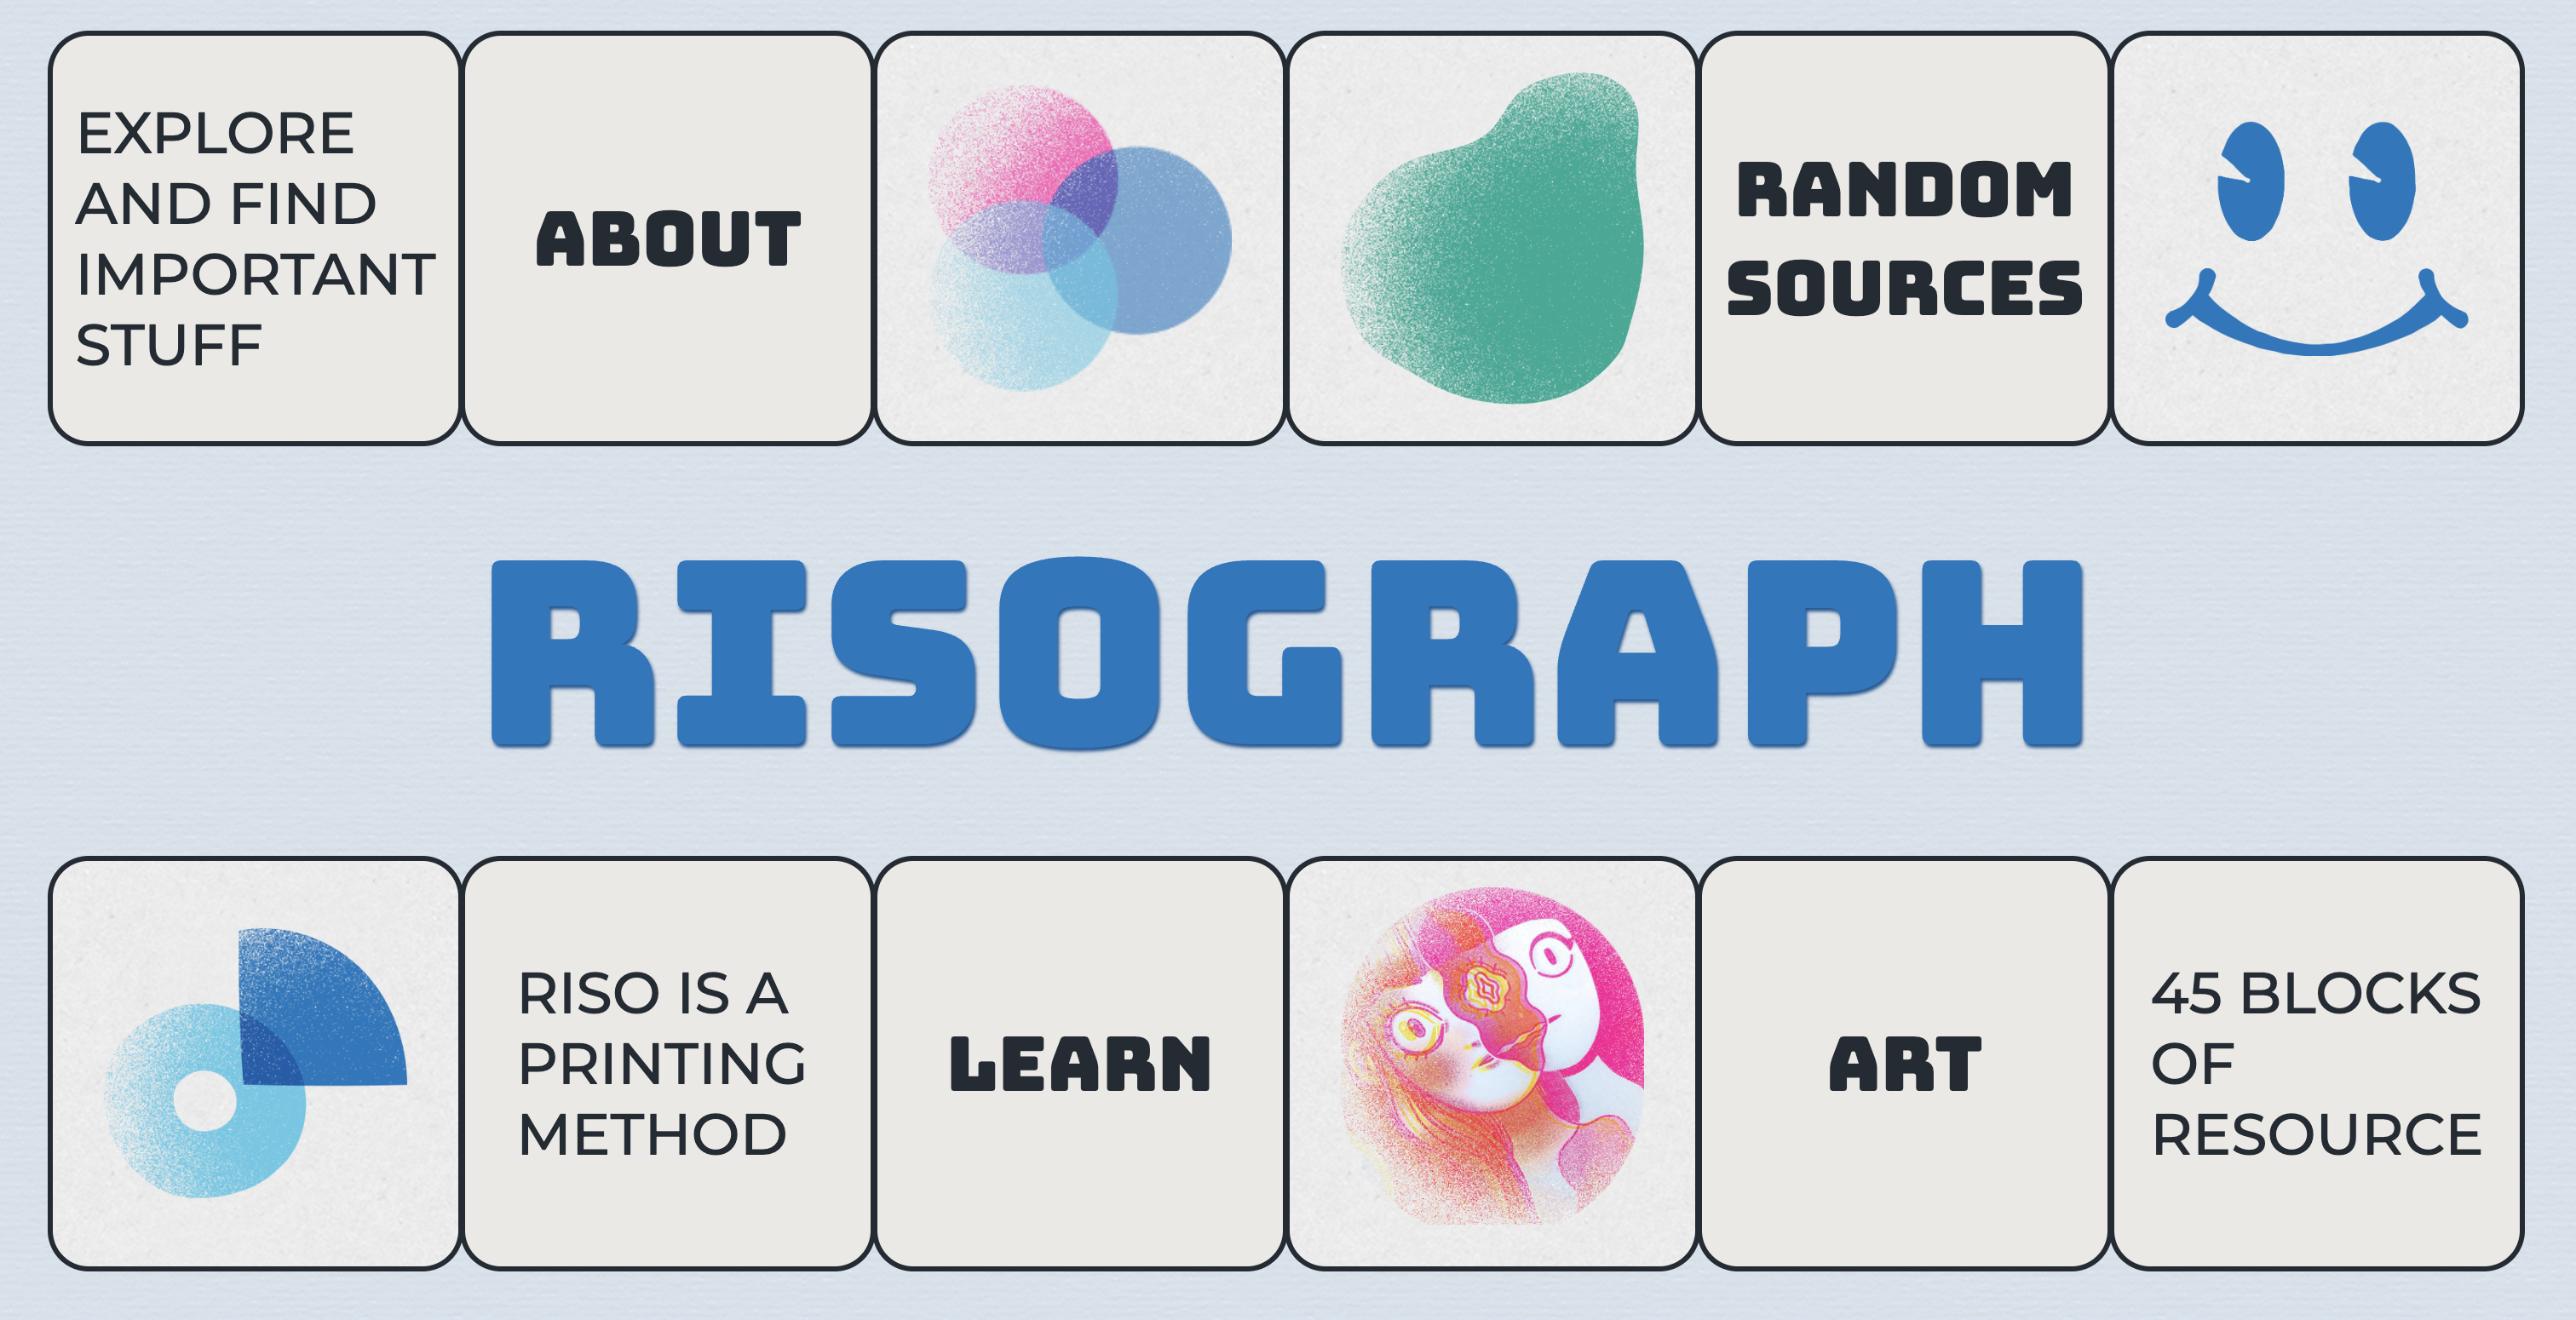 EXPLORE
AND FIND
IMPORTANT
STUFF
ABOUT
RANDOM
SOURCES
RISOGRAPH
RISO IS A
PRINTING
METHOD
LEARN
ART
45 BLOCKS
OF
RESOURCE